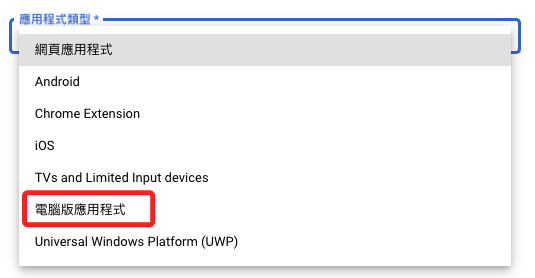 應用程式類型 *
網頁應用程式
Android
Chrome Extension
iOS
TVs and Limited Input devices
電腦版應用程式
Universal Windows Platform (UWP)